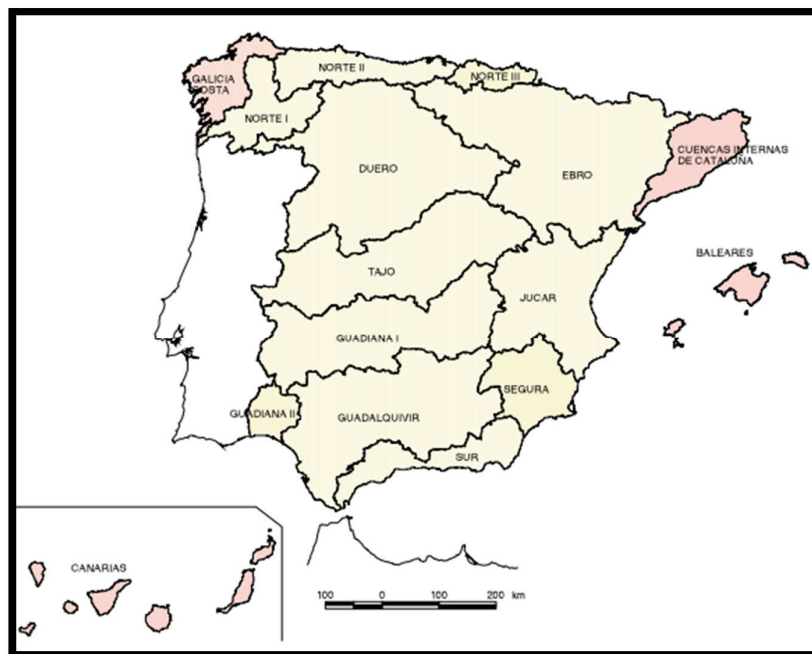 NORTE II
NORTE III
GALICIA
COSTA
NORTE I
CUENCAS INTERNAS
DE CATALUÑA
DUERO
EBRO
BALEARES
TAJO
JUCAR
GUADIANA I
SEGURA
GUADIANA II
GUADALQUIVIR
SUR
CANARIAS
100 0 100 200 km